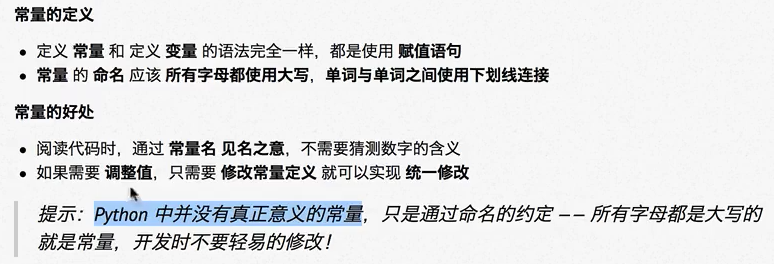 常量的定义
定义 常量 和 定义 变量 的语法完全一样，都是使用 赋值语句
常量 的 命名 应该 所有字母都使用大写，单词与单词之间使用下划线连接
常量的好处
阅读代码时，通过 常量名 见名之意，不需要猜测数字的含义
如果需要 调整值，只需要 修改常量定义 就可以实现 统一修改
提示：Python 中并没有真正意义的常量，只是通过命名的约定 —— 所有字母都是大写的
就是常量，开发时不要轻易的修改！